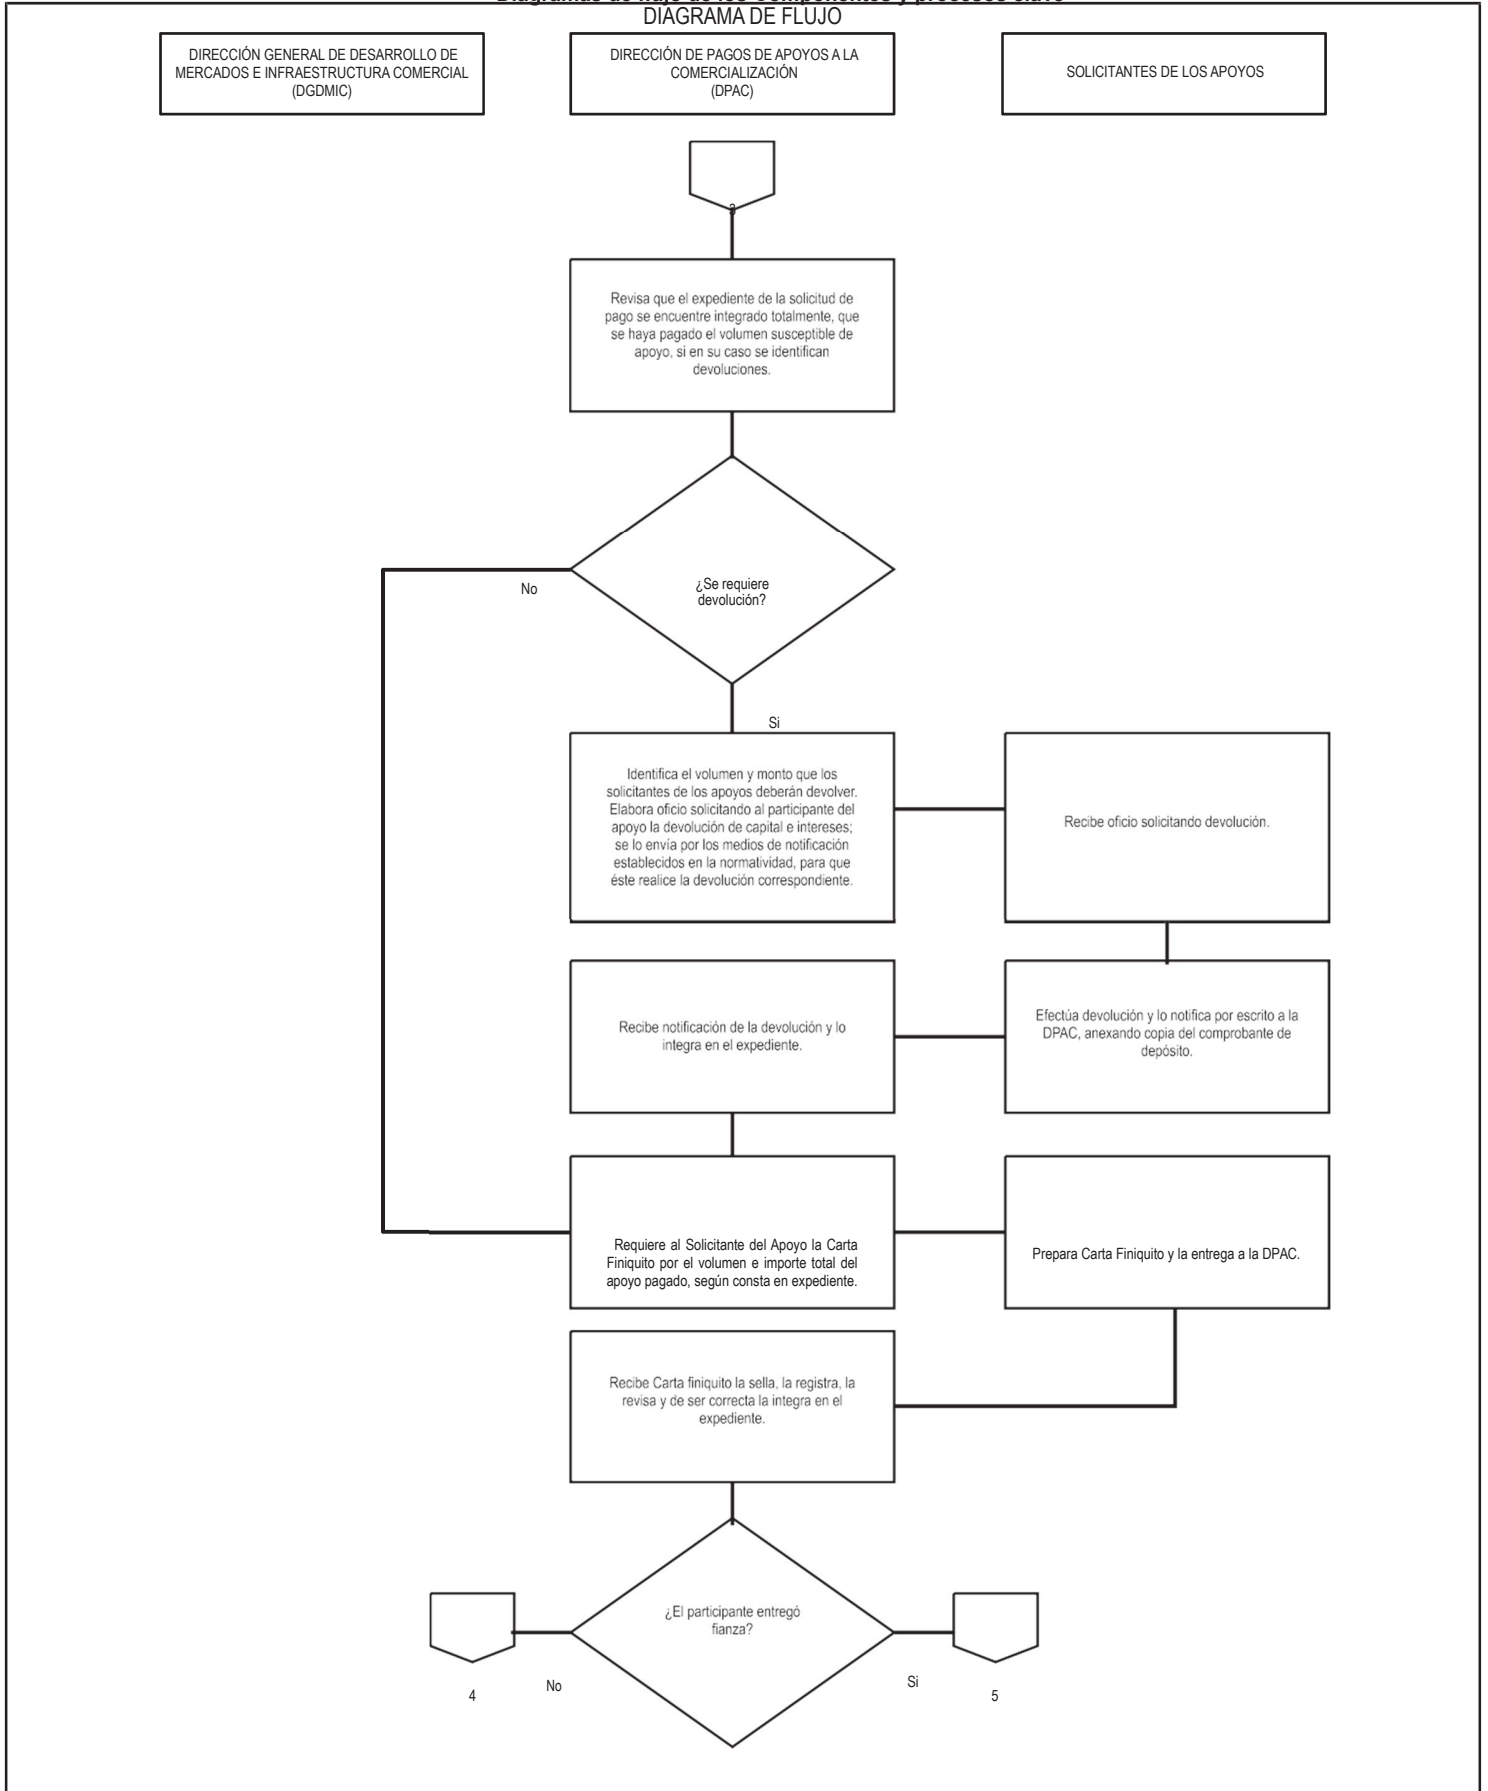 Diagramas de flujo de los Componentes y procesos clave
DIAGRAMA DE FLUJO
DIRECCIÓN GENERAL DE DESARROLLO DE
MERCADOS E INFRAESTRUCTURA COMERCIAL
(DGDMIC)
DIRECCIÓN DE PAGOS DE APOYOS A LA
COMERCIALIZACIÓN
(DPAC)
SOLICITANTES DE LOS APOYOS
3
Revisa que el expediente de la solicitud de
pago se encuentre integrado totalmente, que
se haya pagado el volumen susceptible de
apoyo, si en su caso se identifican
devoluciones.
¿Se requiere
devolución?
No
Si
Identifica el volumen y monto que los
solicitantes de los apoyos deberán devolver.
Elabora oficio solicitando al participante del
apoyo la devolución de capital e intereses;
se lo envía por los medios de notificación
establecidos en la normatividad, para que
éste realice la devolución correspondiente.
Recibe oficio solicitando devolución.
Recibe notificación de la devolución y lo
integra en el expediente.
Efectúa devolución y lo notifica por escrito a la
DPAC, anexando copia del comprobante de
depósito.
Requiere al Solicitante del Apoyo la Carta
Finiquito por el volumen e importe total del
apoyo pagado, según consta en expediente.
Prepara Carta Finiquito y la entrega a la DPAC.
Recibe Carta finiquito la sella, la registra, la
revisa y de ser correcta la integra en el
expediente.
¿El participante entregó
fianza?
No
Si
4
5